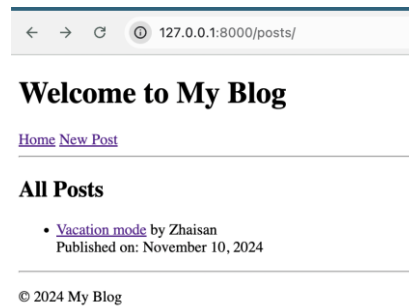 127.0.0.1:8000/posts/
Welcome to My Blog
Home New Post
All Posts
• Vacation mode by Zhaisan
Published on: November 10, 2024
© 2024 My Blog